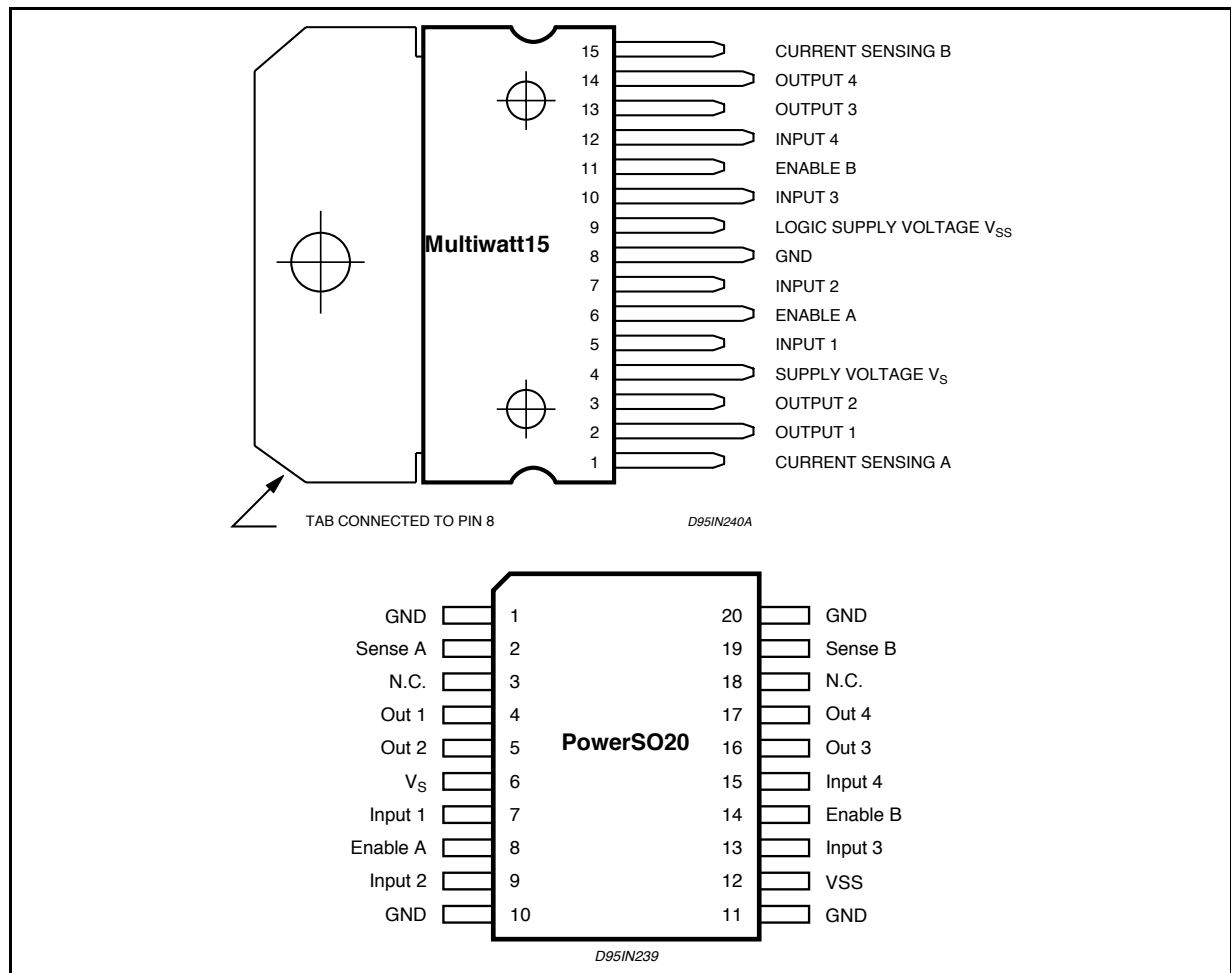 15 CURRENT SENSING B
14 OUTPUT 4
13 OUTPUT 3
12 INPUT 4
11 ENABLE B
10 INPUT 3
9 LOGIC SUPPLY VOLTAGE VSS
Multiwatt15
8 GND
7 INPUT 2
6 ENABLE A
5 INPUT 1
4 SUPPLY VOLTAGE VS
3 OUTPUT 2
2 OUTPUT 1
1 CURRENT SENSING A
TAB CONNECTED TO PIN 8
D95IN240A
GND 1 20 GND
Sense A 2 19 Sense B
N.C. 3 18 N.C.
Out 1 4 17 Out 4
PowerSO20
Out 2 5 16 Out 3
VS 6 15 Input 4
Input 1 7 14 Enable B
Enable A 8 13 Input 3
Input 2 9 12 VSS
GND 10 11 GND
D95IN239